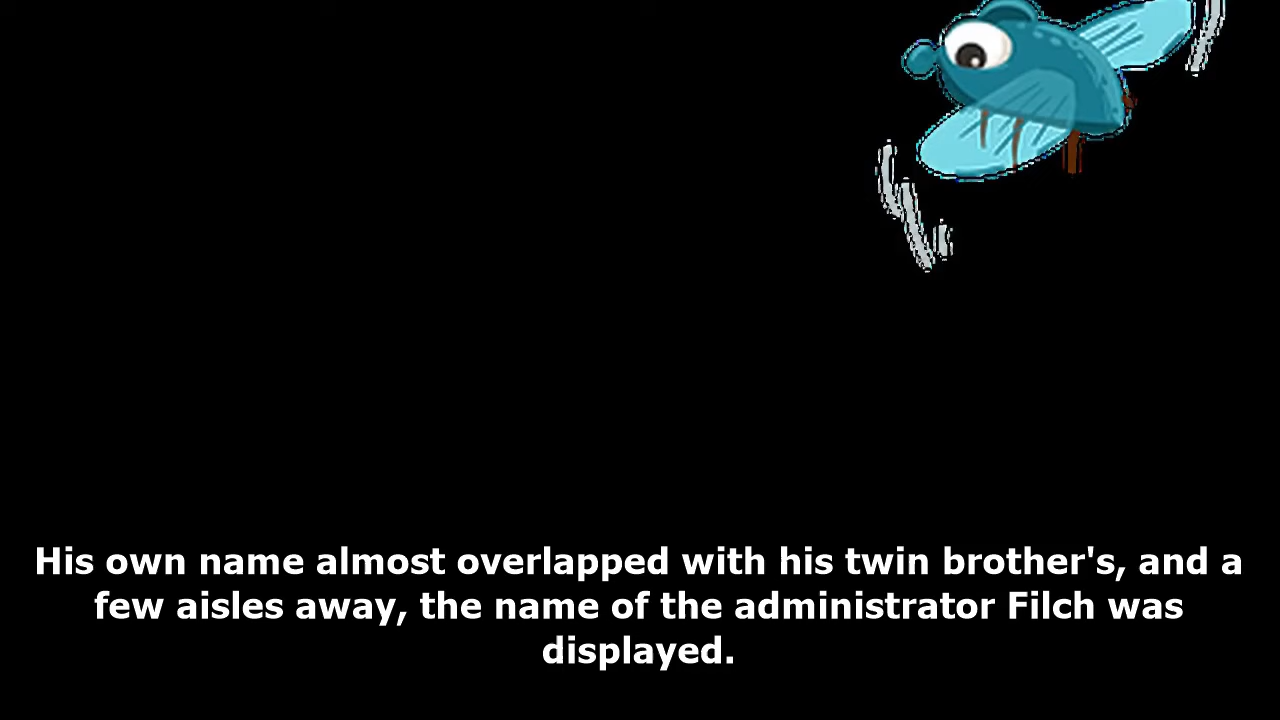 His own name almost overlapped with his twin brother's, and a
few aisles away, the name of the administrator Filch was
displayed.